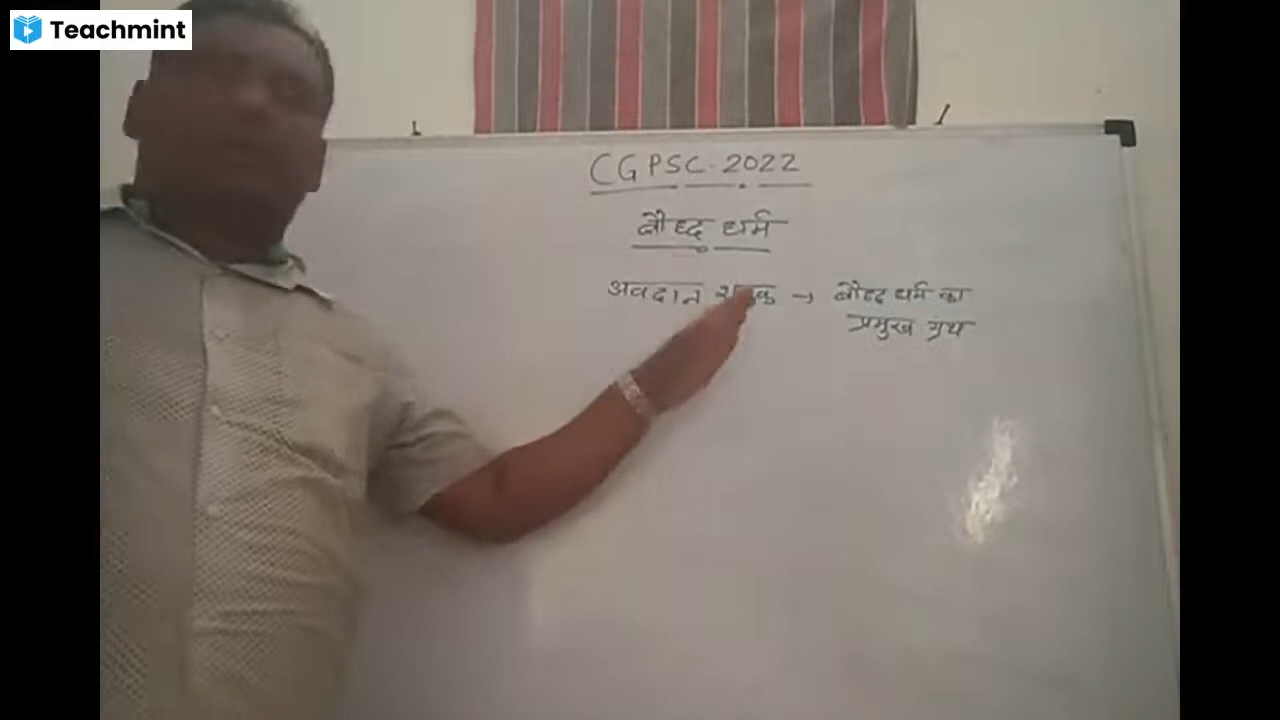 Teachmint
CGPSC-2022
बौद्ध धर्म
अवदान → बौद्ध धर्म का
प्रमुख ग्रंथ